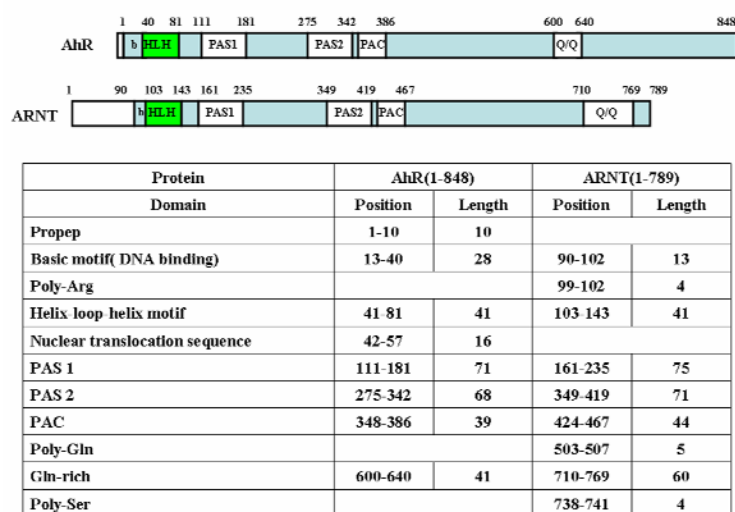 1 40 81 111 181 275 342 386 600 640 848
AhR b HLH PAS1 PAS2 PAC Q/Q
1 90 103 143 161 235 349 419 467 710 769 789
ARNT b HLH PAS1 PAS2 PAC Q/Q
Protein AhR(1-848) ARNT(1-789)
Domain Position Length Position Length
Propep 1-10 10
Basic motif( DNA binding) 13-40 28 90-102 13
Poly-Arg 99-102 4
Helix-loop-helix motif 41-81 41 103-143 41
Nuclear translocation sequence 42-57 16
PAS 1 111-181 71 161-235 75
PAS 2 275-342 68 349-419 71
PAC 348-386 39 424-467 44
Poly-Gln 503-507 5
Gln-rich 600-640 41 710-769 60
Poly-Ser 738-741 4